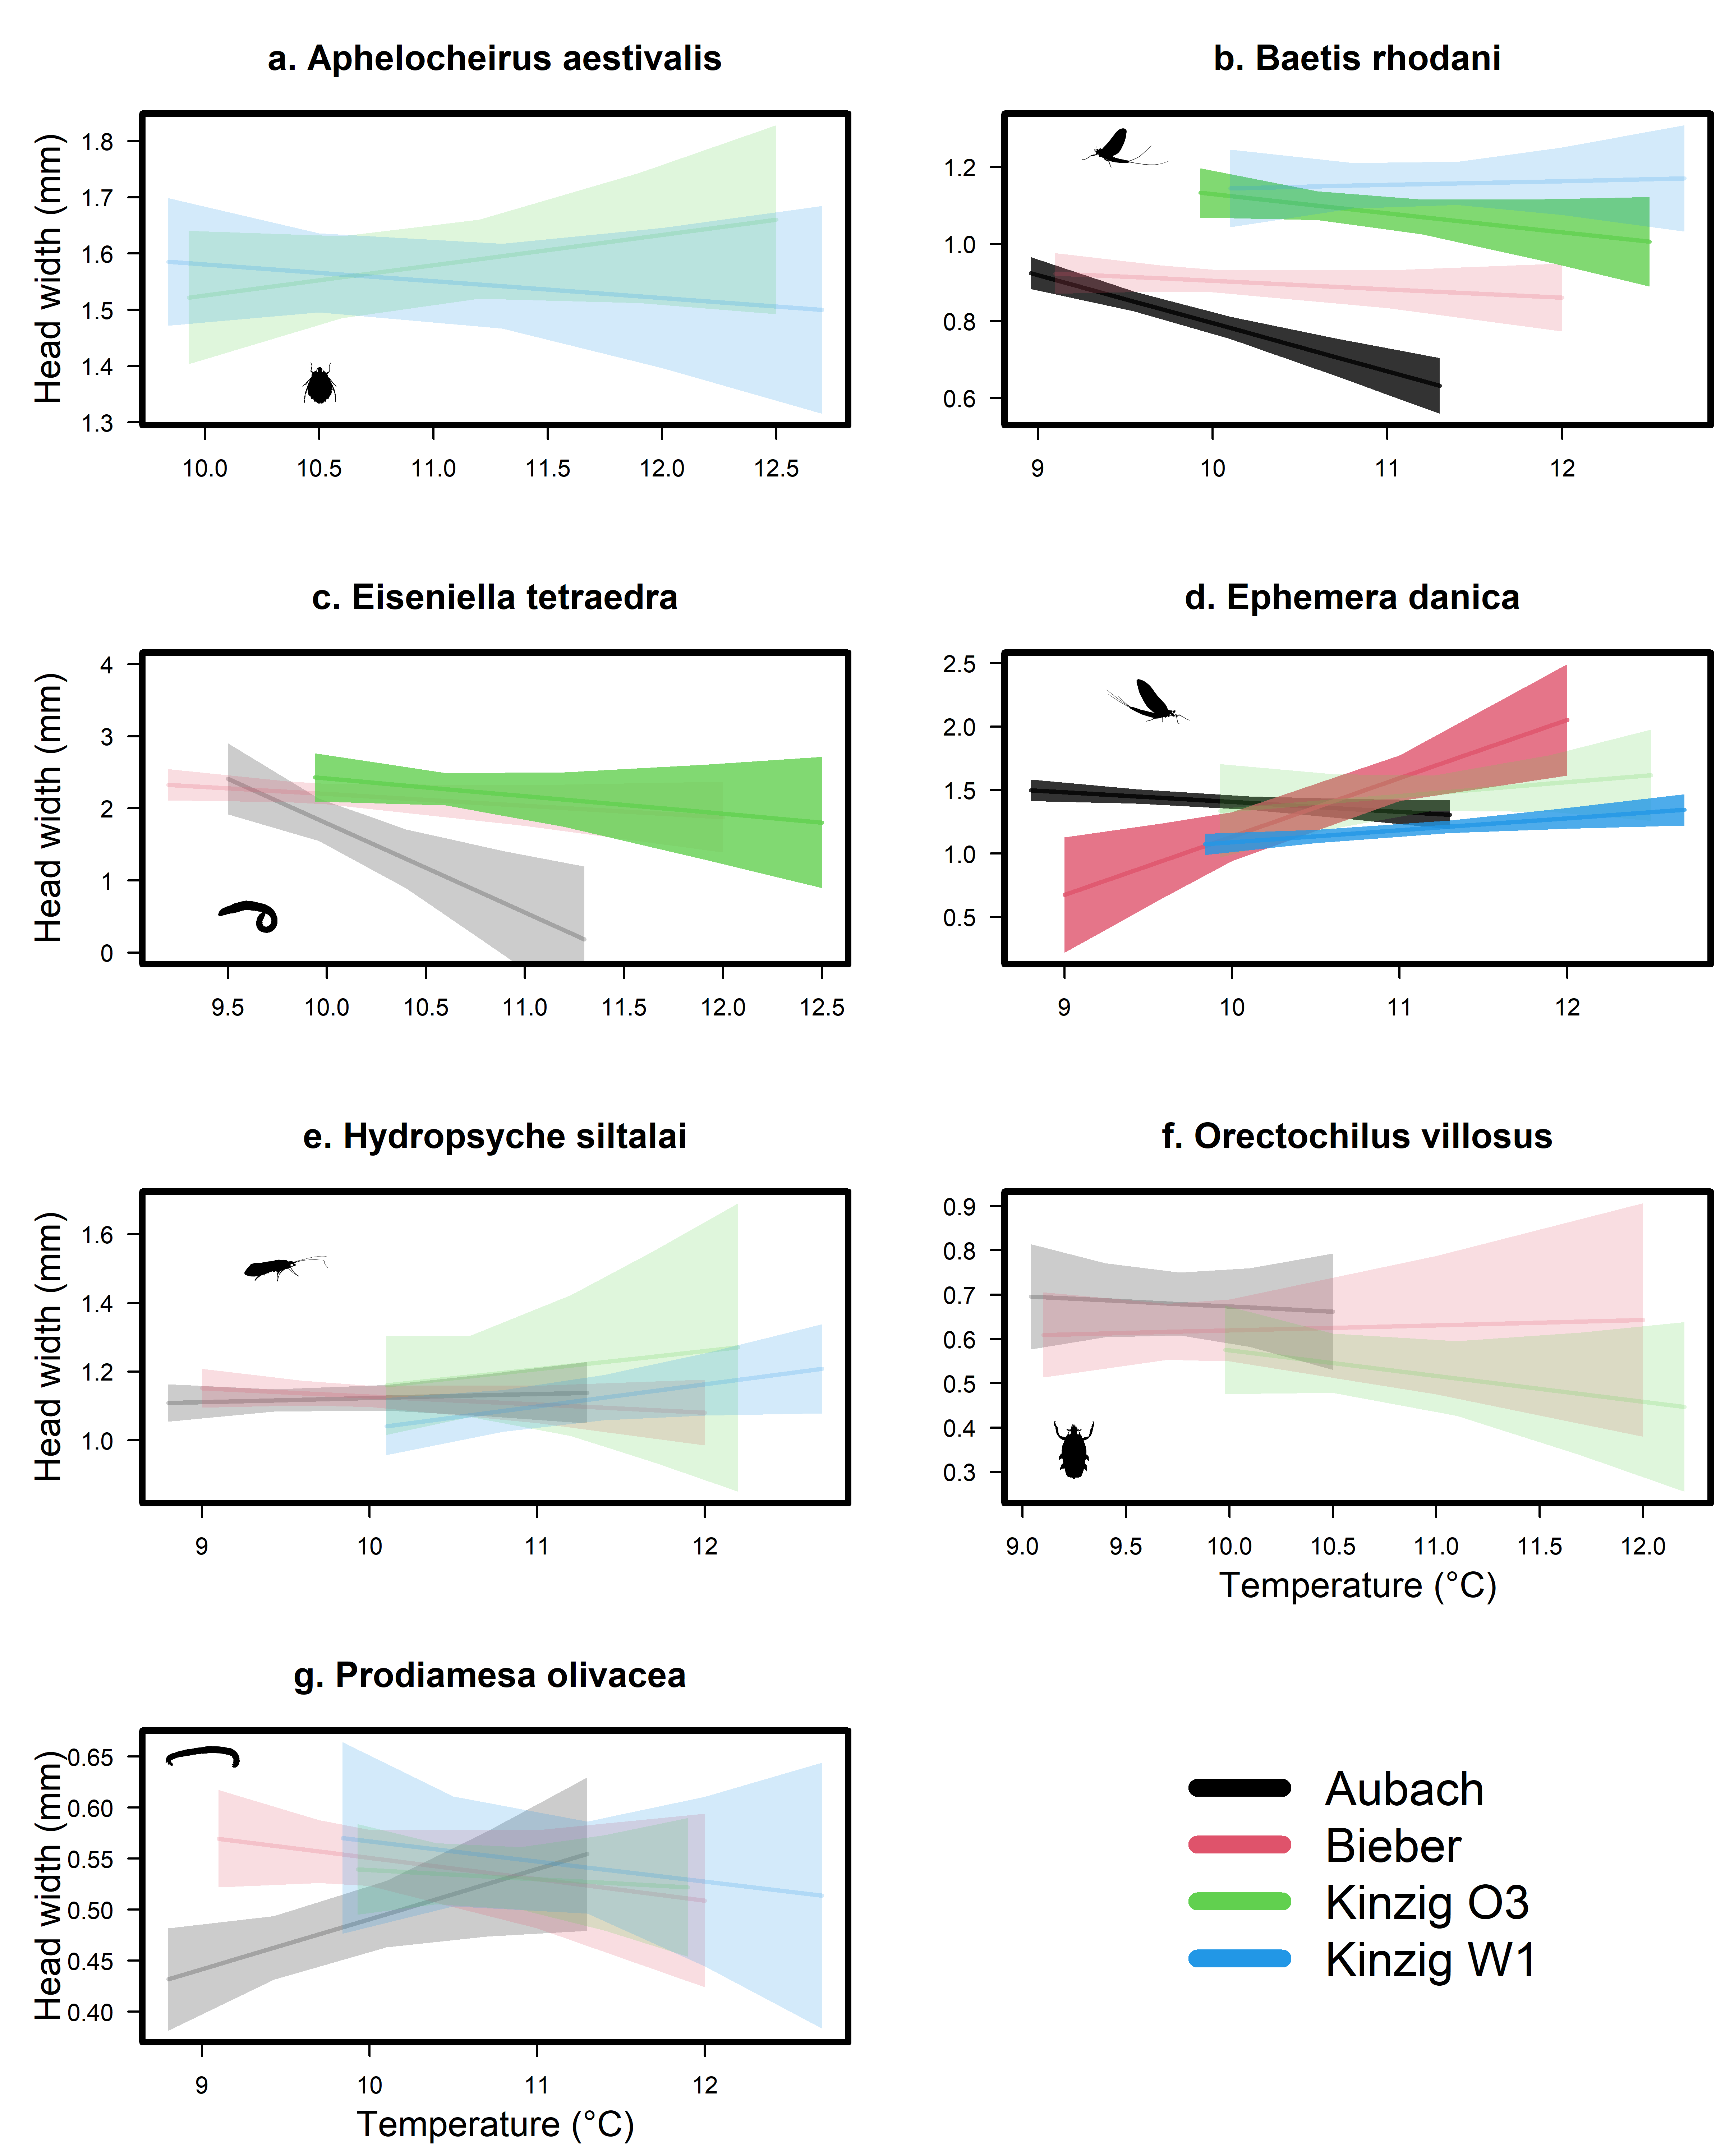 a. Aphelocheirus aestivalis
Head width (mm)
1.8
1.7
1.6
1.5
1.4
1.3
10.0 10.5 11.0 11.5 12.0 12.5
b. Baetis rhodani
1.2
1.0
0.8
0.6
9 10 11 12
c. Eiseniella tetraedra
Head width (mm)
4
3
2
1
0
9.5 10.0 10.5 11.0 11.5 12.0 12.5
d. Ephemera danica
2.5
2.0
1.5
1.0
0.5
9 10 11 12
e. Hydropsyche siltalai
Head width (mm)
1.6
1.4
1.2
1.0
9 10 11 12
f. Orectochilus villosus
0.9
0.8
0.7
0.6
0.5
0.4
0.3
9.0 9.5 10.0 10.5 11.0 11.5 12.0
Temperature (°C)
g. Prodiamesa olivacea
Head width (mm)
0.65
0.60
0.55
0.50
0.45
0.40
9 10 11 12
Temperature (°C)
Aubach
Bieber
Kinzig O3
Kinzig W1